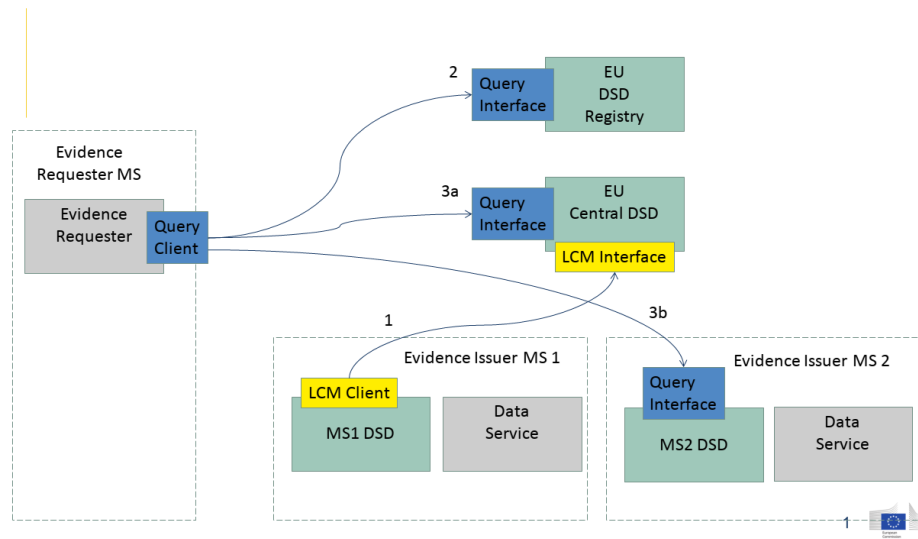 2
Query
Interface
EU
DSD
Registry
Evidence
Requester MS
Evidence
Requester
Query
Client
3a
Query
Interface
EU
Central DSD
LCM Interface
1
3b
Evidence Issuer MS 1
LCM Client
MS1 DSD
Data
Service
Evidence Issuer MS 2
Query
Interface
MS2 DSD
Data
Service
1
European
Commission